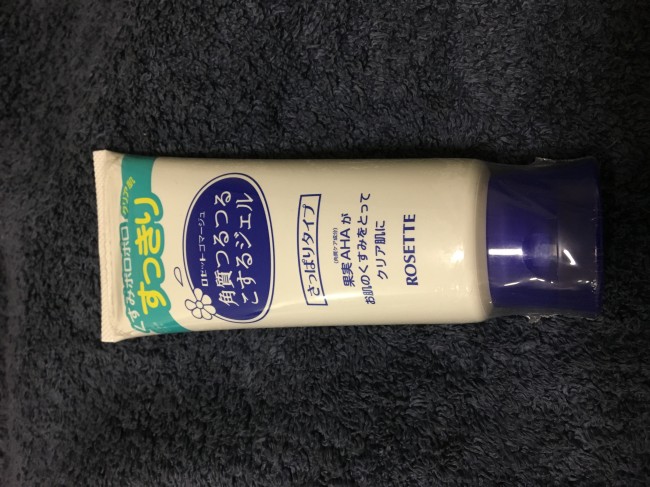 くすみポロポロ クリア感
すっきり
ロゼットゴマージュ
角質つるつる
こするジェル
さっぱりタイプ
(角質ケア成分)
果実AHAが
お肌のくすみをとって
クリア肌に
ROSETTE